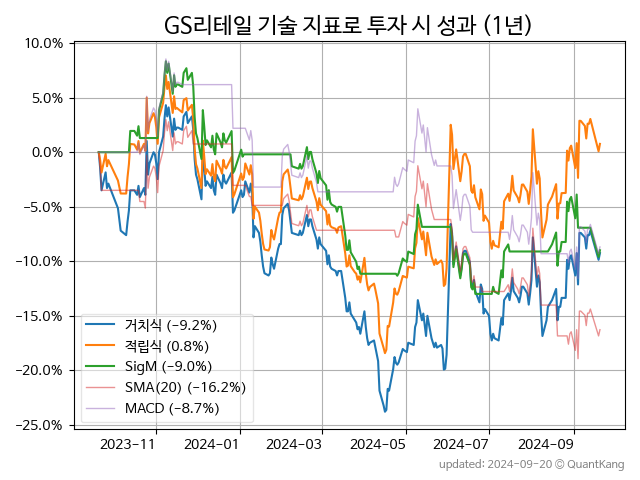 GS리테일 기술 지표로 투자 시 성과 (1년)
10.0%
5.0%
0.0%
−5.0%
−10.0%
−15.0%
−20.0%
−25.0%
거치식 (−9.2%)
적립식 (0.8%)
SigM (−9.0%)
SMA(20) (−16.2%)
MACD (−8.7%)
2023-11 2024-01 2024-03 2024-05 2024-07 2024-09
updated: 2024-09-20 © QuantKang